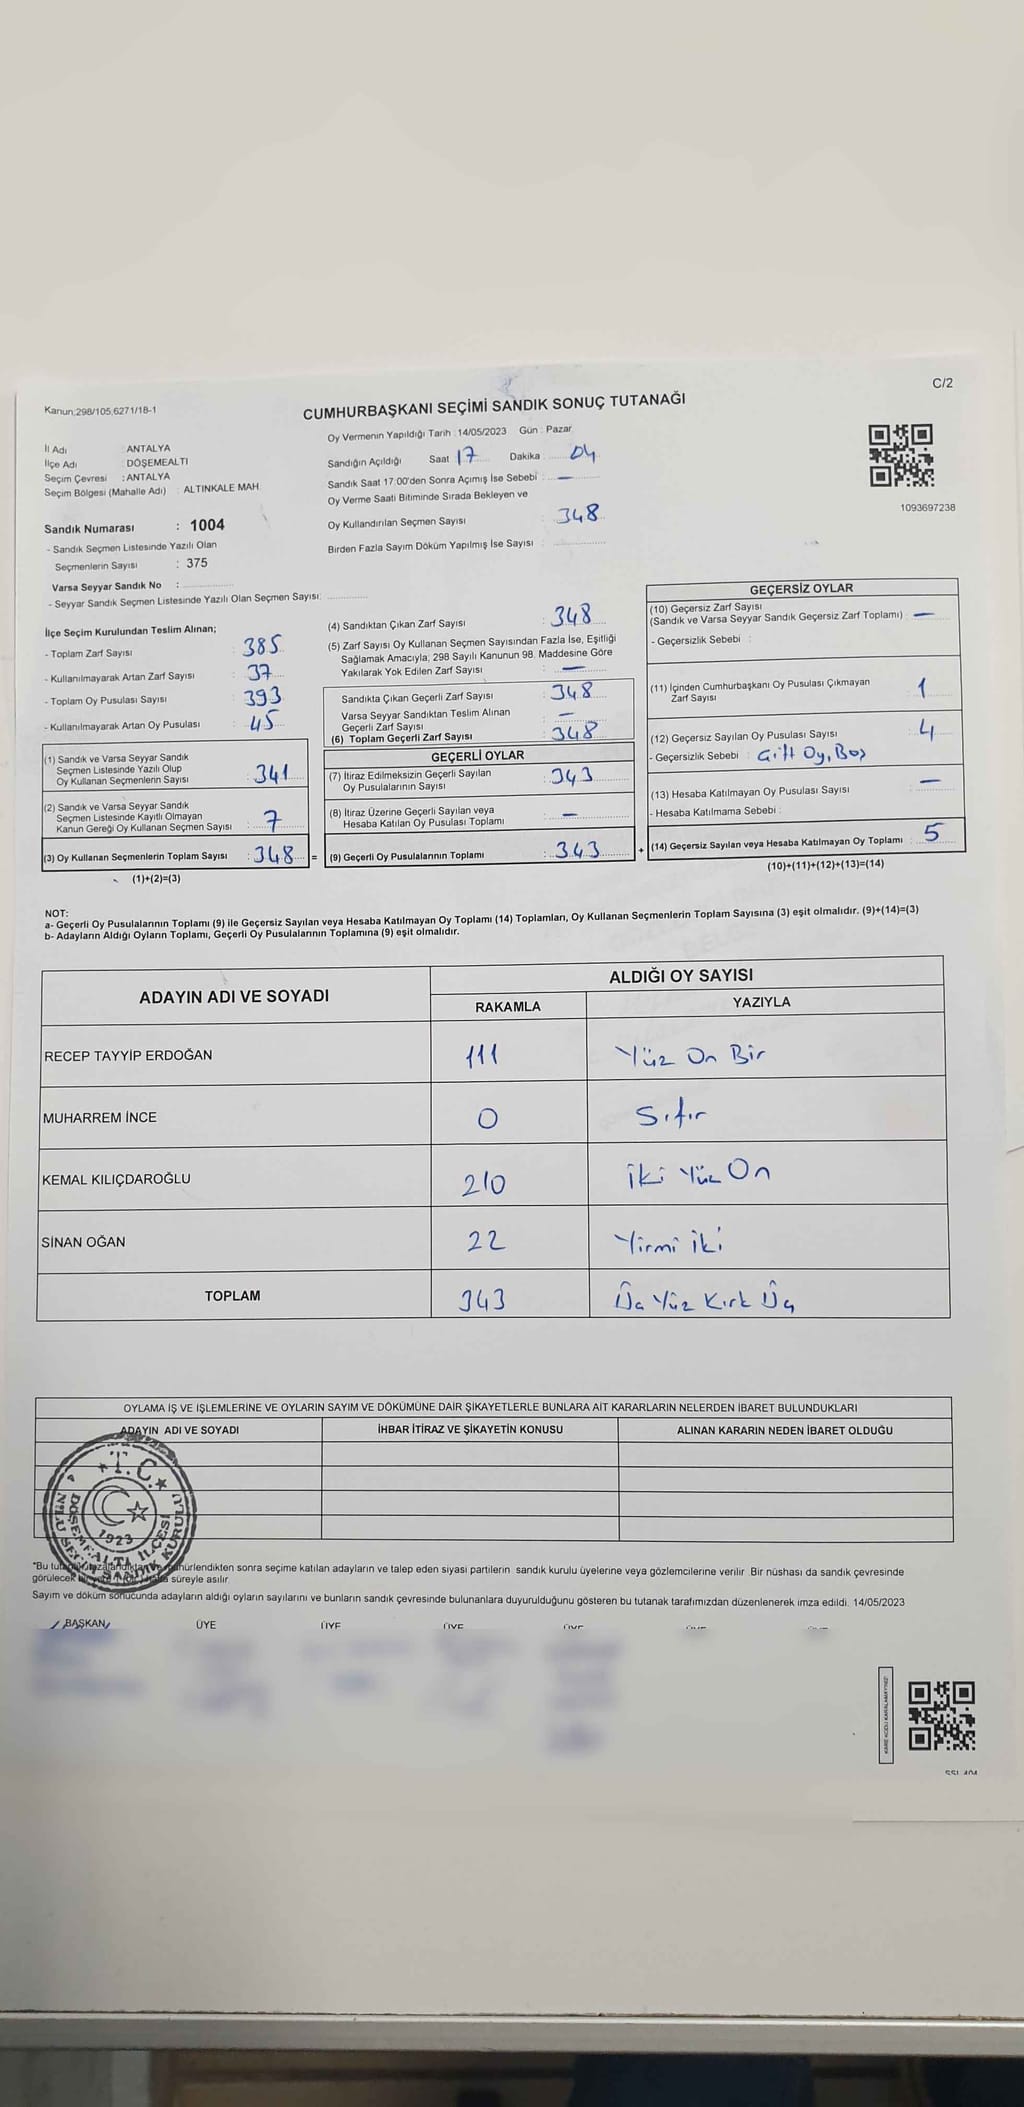 C/2
Kanun:298/105,6271/18-1
CUMHURBAŞKANI SEÇİMİ SANDIK SONUÇ TUTANAĞI
İl Adı : ANTALYA
İlçe Adı : DÖŞEMEALTI
Seçim Çevresi : ANTALYA
Seçim Bölgesi (Mahalle Adı) : ALTINKALE MAH.
Sandık Numarası : 1004
- Sandık Seçmen Listesinde Yazılı Olan
Seçmenlerin Sayısı : 375
Varsa Seyyar Sandık No :
- Seyyar Sandık Seçmen Listesinde Yazılı Olan Seçmen Sayısı:
Oy Vermenin Yapıldığı Tarih : 14/05/2023 Gün : Pazar
Sandığın Açıldığı Saat 17 Dakika : 04
Sandık Saat 17:00'den Sonra Açımış İse Sebebi : —
Oy Verme Saati Bitiminde Sırada Bekleyen ve
Oy Kullandırılan Seçmen Sayısı : 348
Birden Fazla Sayım Döküm Yapılmış İse Sayısı :
1093697238
İlçe Seçim Kurulundan Teslim Alınan;
- Toplam Zarf Sayısı : 385
- Kullanılmayarak Artan Zarf Sayısı : 37
- Toplam Oy Pusulası Sayısı : 393
- Kullanılmayarak Artan Oy Pusulası : 45
(1) Sandık ve Varsa Seyyar Sandık
Seçmen Listesinde Yazılı Olup
Oy Kullanan Seçmenlerin Sayısı : 341
(2) Sandık ve Varsa Seyyar Sandık
Seçmen Listesinde Kayıtlı Olmayan
Kanun Gereği Oy Kullanan Seçmen Sayısı : 7
(3) Oy Kullanan Seçmenlerin Toplam Sayısı : 348 =
(1)+(2)=(3)
(4) Sandıktan Çıkan Zarf Sayısı : 348
(5) Zarf Sayısı Oy Kullanan Seçmen Sayısından Fazla İse, Eşitliği
Sağlamak Amacıyla; 298 Sayılı Kanunun 98. Maddesine Göre
Yakılarak Yok Edilen Zarf Sayısı : —
Sandıkta Çıkan Geçerli Zarf Sayısı : 348
Varsa Seyyar Sandıktan Teslim Alınan
Geçerli Zarf Sayısı : —
(6) Toplam Geçerli Zarf Sayısı : 348
GEÇERLİ OYLAR
(7) İtiraz Edilmeksizin Geçerli Sayılan
Oy Pusulalarının Sayısı : 343
(8) İtiraz Üzerine Geçerli Sayılan veya
Hesaba Katılan Oy Pusulası Toplamı : —
(9) Geçerli Oy Pusulalarının Toplamı : 343 +
GEÇERSİZ OYLAR
(10) Geçersiz Zarf Sayısı
(Sandık ve Varsa Seyyar Sandık Geçersiz Zarf Toplamı) : —
- Geçersizlik Sebebi :
(11) İçinden Cumhurbaşkanı Oy Pusulası Çıkmayan
Zarf Sayısı : 1
(12) Geçersiz Sayılan Oy Pusulası Sayısı : 4
- Geçersizlik Sebebi : Çift Oy, Boş
(13) Hesaba Katılmayan Oy Pusulası Sayısı : —
- Hesaba Katılmama Sebebi :
(14) Geçersiz Sayılan veya Hesaba Katılmayan Oy Toplamı : 5
(10)+(11)+(12)+(13)=(14)
NOT:
a- Geçerli Oy Pusulalarının Toplamı (9) ile Geçersiz Sayılan veya Hesaba Katılmayan Oy Toplamı (14) Toplamları, Oy Kullanan Seçmenlerin Toplam Sayısına (3) eşit olmalıdır. (9)+(14)=(3)
b- Adayların Aldığı Oyların Toplamı, Geçerli Oy Pusulalarının Toplamına (9) eşit olmalıdır.
ADAYIN ADI VE SOYADI
ALDIĞI OY SAYISI
RAKAMLA YAZIYLA
RECEP TAYYİP ERDOĞAN 111 Yüz On Bir
MUHARREM İNCE 0 Sıfır
KEMAL KILIÇDAROĞLU 210 İki Yüz On
SİNAN OĞAN 22 Yirmi iki
TOPLAM 343 Üç Yüz Kırk Üç
OYLAMA İŞ VE İŞLEMLERİNE VE OYLARIN SAYIM VE DÖKÜMÜNE DAİR ŞİKAYETLERLE BUNLARA AİT KARARLARIN NELERDEN İBARET BULUNDUKLARI
ADAYIN ADI VE SOYADI İHBAR İTİRAZ VE ŞİKAYETİN KONUSU ALINAN KARARIN NEDEN İBARET OLDUĞU
T.C.
DÖŞEMEALTI İLÇESİ
1923
SANDIK KURULU
*Bu mühürlendikten sonra seçime katılan adayların ve talep eden siyasi partilerin sandık kurulu üyelerine veya gözlemcilerine verilir. Bir nüshası da sandık çevresinde
görülecek süreyle asılır.
Sayım ve döküm sonucunda adayların aldığı oyların sayılarını ve bunların sandık çevresinde bulunanlara duyurulduğunu gösteren bu tutanak tarafımızdan düzenlenerek imza edildi. 14/05/2023
BAŞKAN ÜYE ÜYE ÜYE